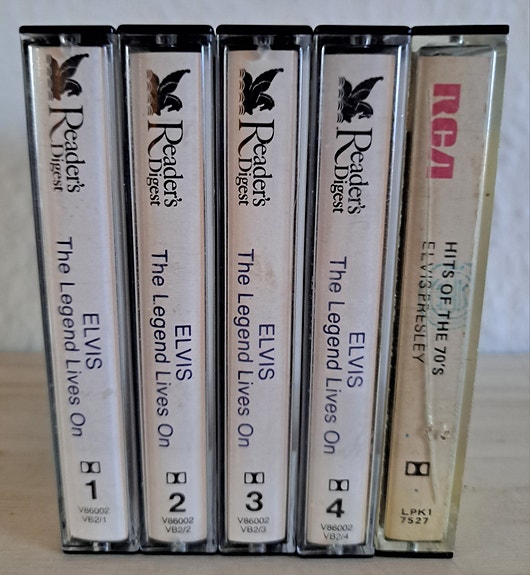 Reader's
Digest
ELVIS
The Legend Lives On
1
V86002
VB2/1
Reader's
Digest
ELVIS
The Legend Lives On
2
V86002
VB2/2
Reader's
Digest
ELVIS
The Legend Lives On
3
V86002
VB2/3
Reader's
Digest
ELVIS
The Legend Lives On
4
V86002
VB2/4
RCA
HITS OF THE 70'S
ELVIS PRESLEY
LPK1
7527